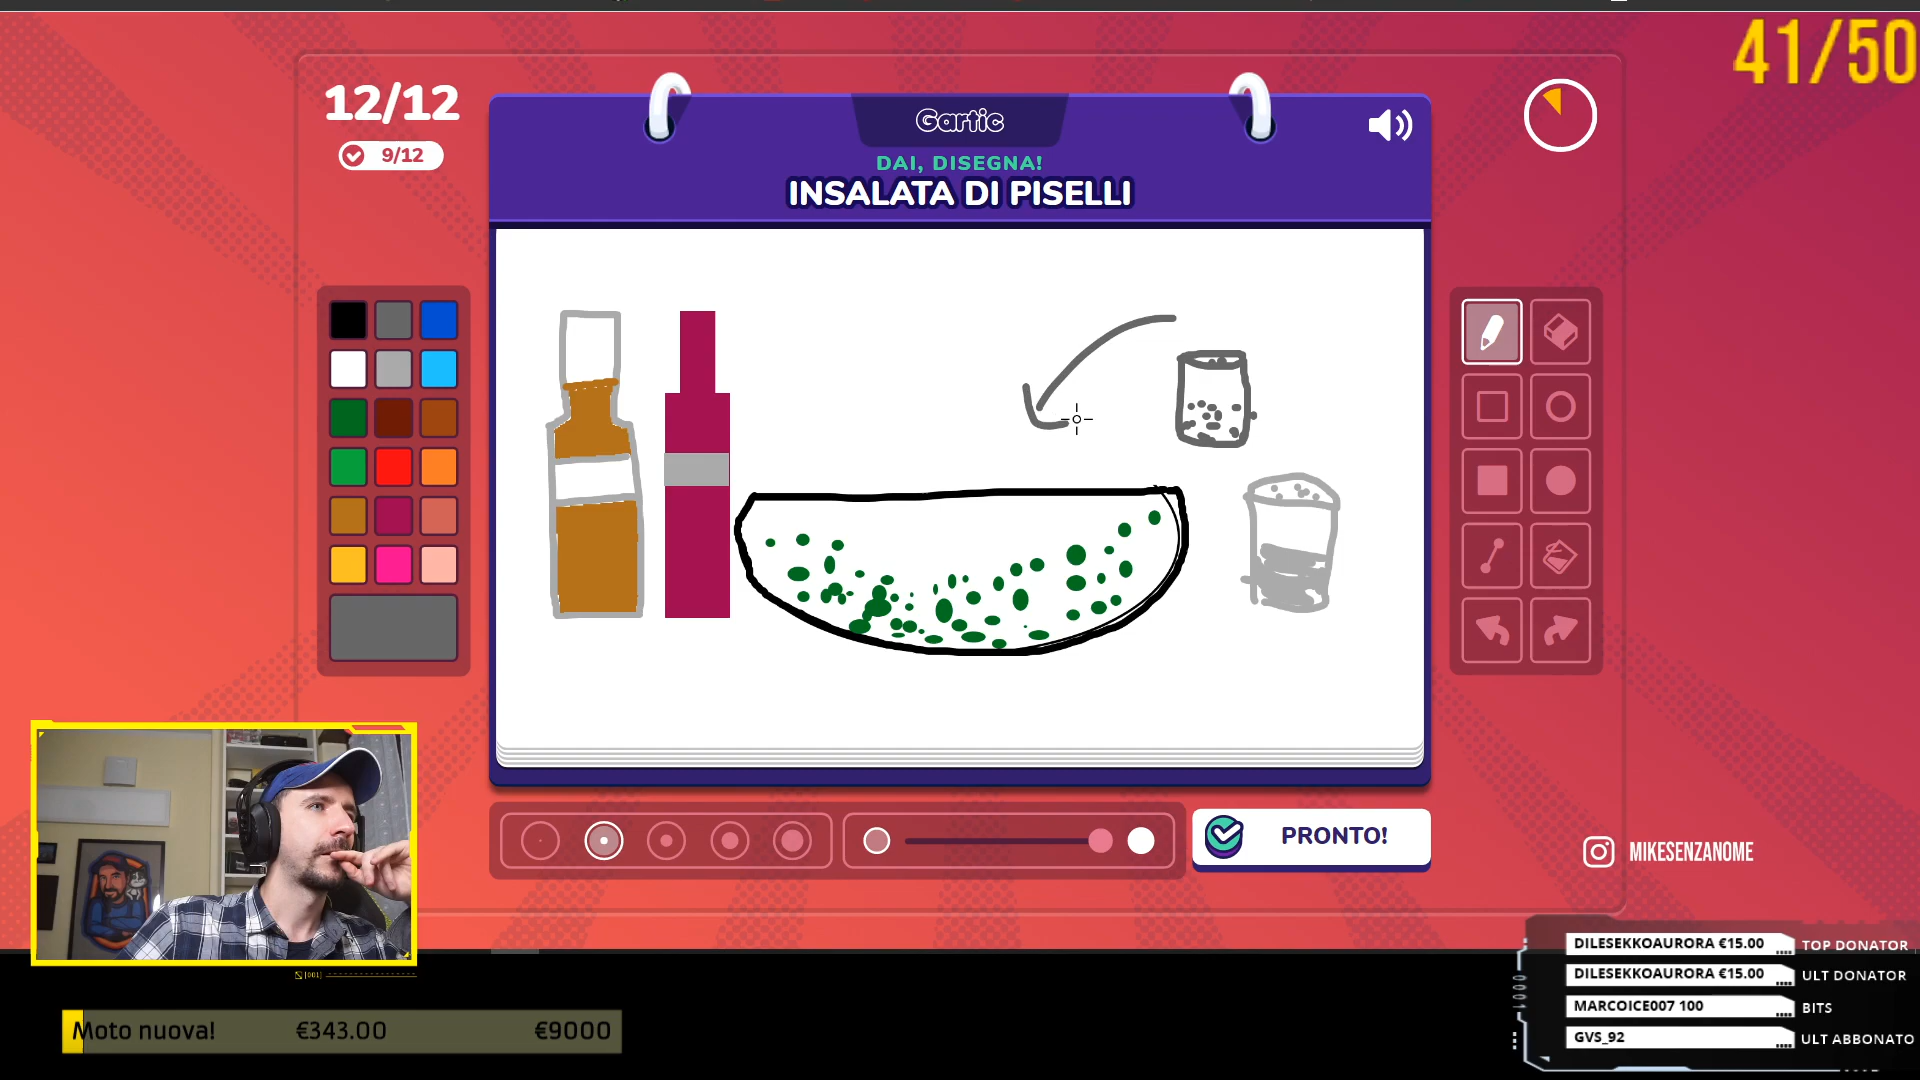 41/50
12/12
9/12
Gartic
DAI, DISEGNA!
INSALATA DI PISELLI
PRONTO!
MIKESENZANOME
DILESEKKOAURORA €15.00 TOP DONATOR
DILESEKKOAURORA €15.00 ULT DONATOR
MARCOICE007 100 BITS
GVS_92 ULT ABBONATO
Moto nuova! €343.00 €9000